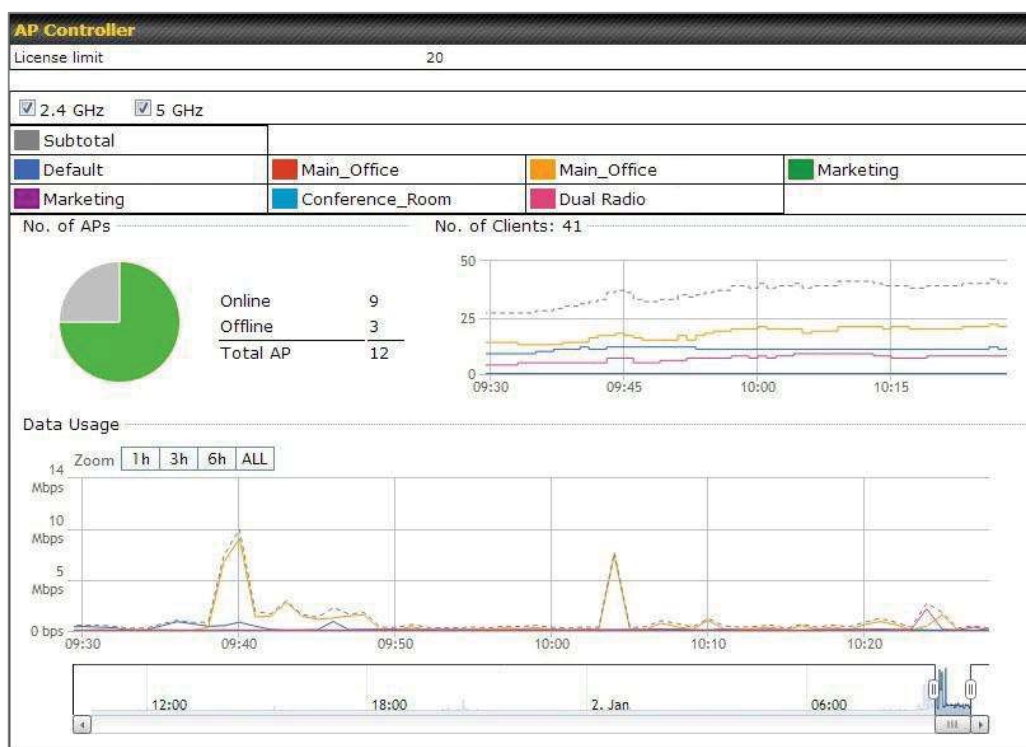 AP Controller
License limit 20
2.4 GHz 5 GHz
Subtotal
Default Main_Office Main_Office Marketing
Marketing Conference_Room Dual Radio
No. of APs No. of Clients: 41
Online 9
Offline 3
Total AP 12
50
25
0
09:30 09:45 10:00 10:15
Data Usage
Zoom 1h 3h 6h ALL
14
Mbps
10
Mbps
5
Mbps
0 bps
09:30 09:40 09:50 10:00 10:10 10:20
12:00 18:00 2. Jan 06:00